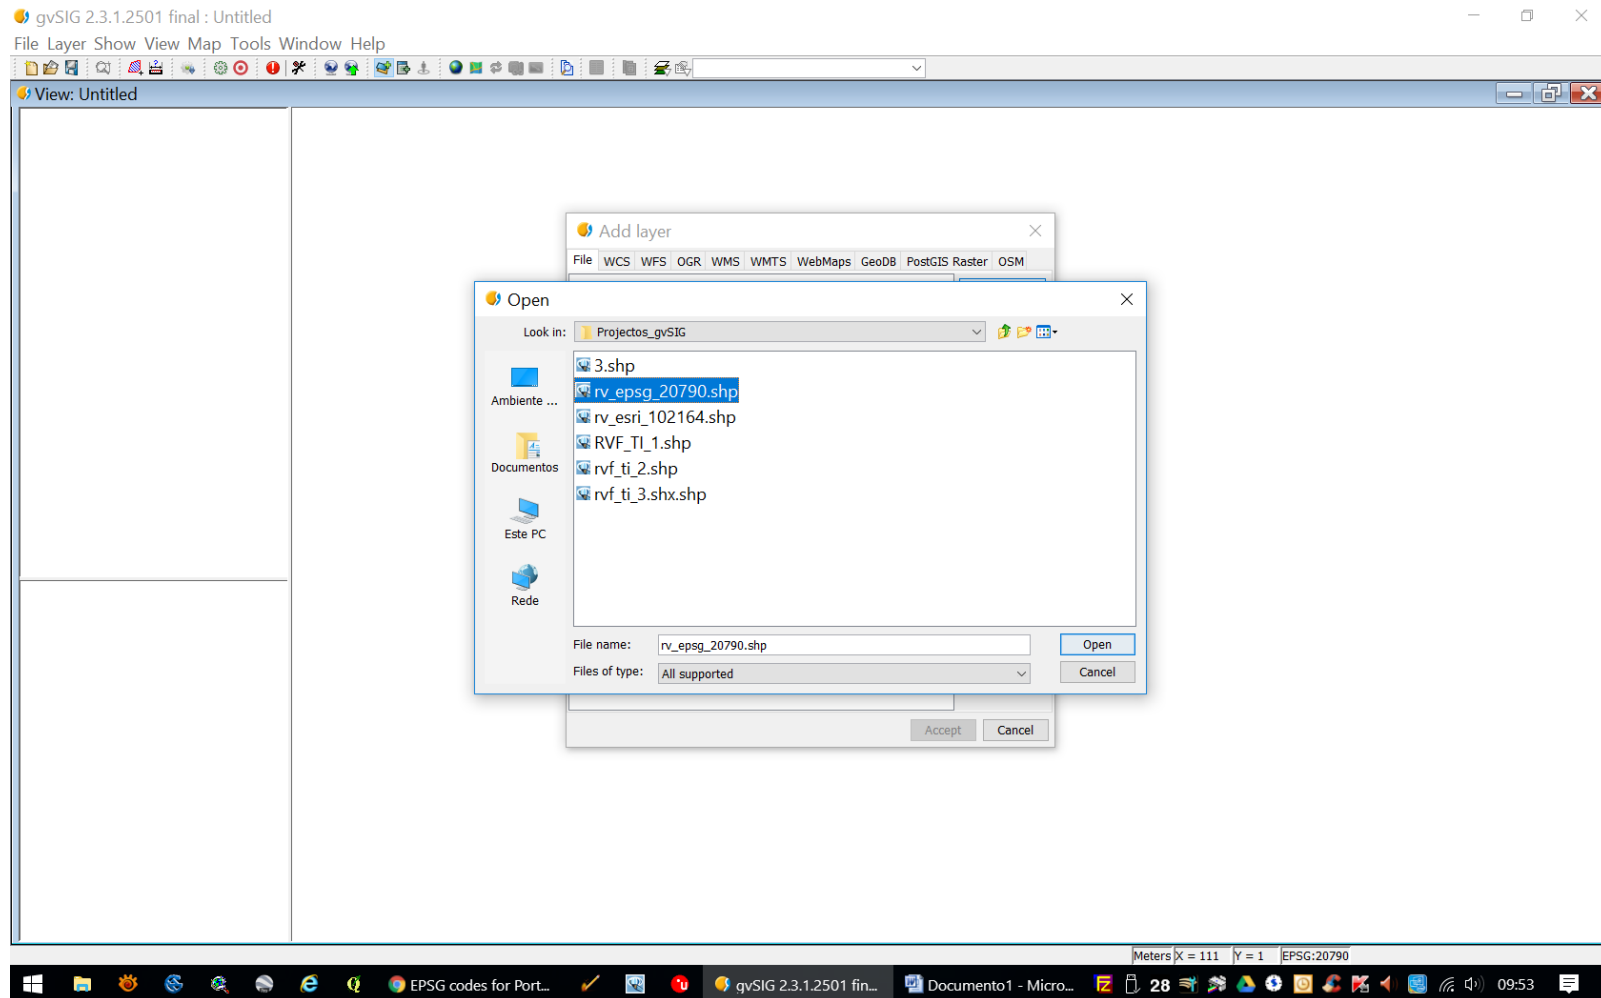 gvSIG 2.3.1.2501 final : Untitled
File Layer Show View Map Tools Window Help
View: Untitled
Add layer
File WCS WFS OGR WMS WMTS WebMaps GeoDB PostGIS Raster OSM
Open
Look in: Projectos_gvSIG
3.shp
rv_epsg_20790.shp
rv_esri_102164.shp
RVF_TI_1.shp
rvf_ti_2.shp
rvf_ti_3.shx.shp
Ambiente ...
Documentos
Este PC
Rede
File name: rv_epsg_20790.shp Open
Files of type: All supported Cancel
Accept Cancel
Meters X = 111 Y = 1 EPSG:20790
EPSG codes for Port... gvSIG 2.3.1.2501 fin... Documento1 - Micro... 28 09:53